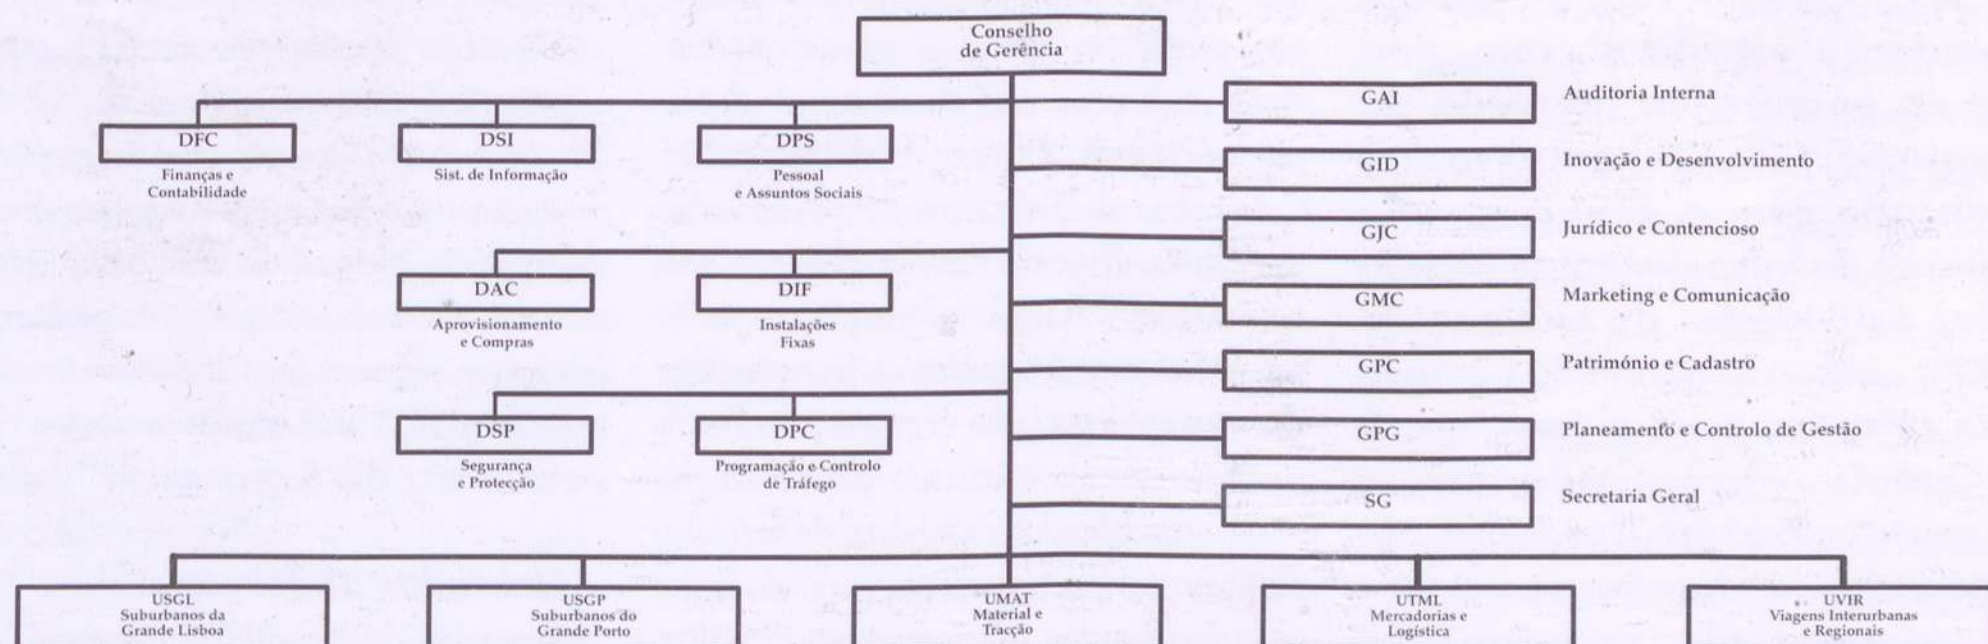 Conselho
de Gerência
GAI
Auditoria Interna
DFC
DSI
DPS
Finanças e
Contabilidade
Sist. de Informação
Pessoal
e Assuntos Sociais
GID
Inovação e Desenvolvimento
GJC
Jurídico e Contencioso
DAC
DIF
Aprovisionamento
e Compras
Instalações
Fixas
GMC
Marketing e Comunicação
GPC
Património e Cadastro
DSP
DPC
Segurança
e Protecção
Programação e Controlo
de Tráfego
GPG
Planeamento e Controlo de Gestão
SG
Secretaria Geral
USGL
Suburbanos da
Grande Lisboa
USGP
Suburbanos do
Grande Porto
UMAT
Material e
Tracção
UTML
Mercadorias e
Logística
UVIR
Viagens Interurbanas
e Regionais